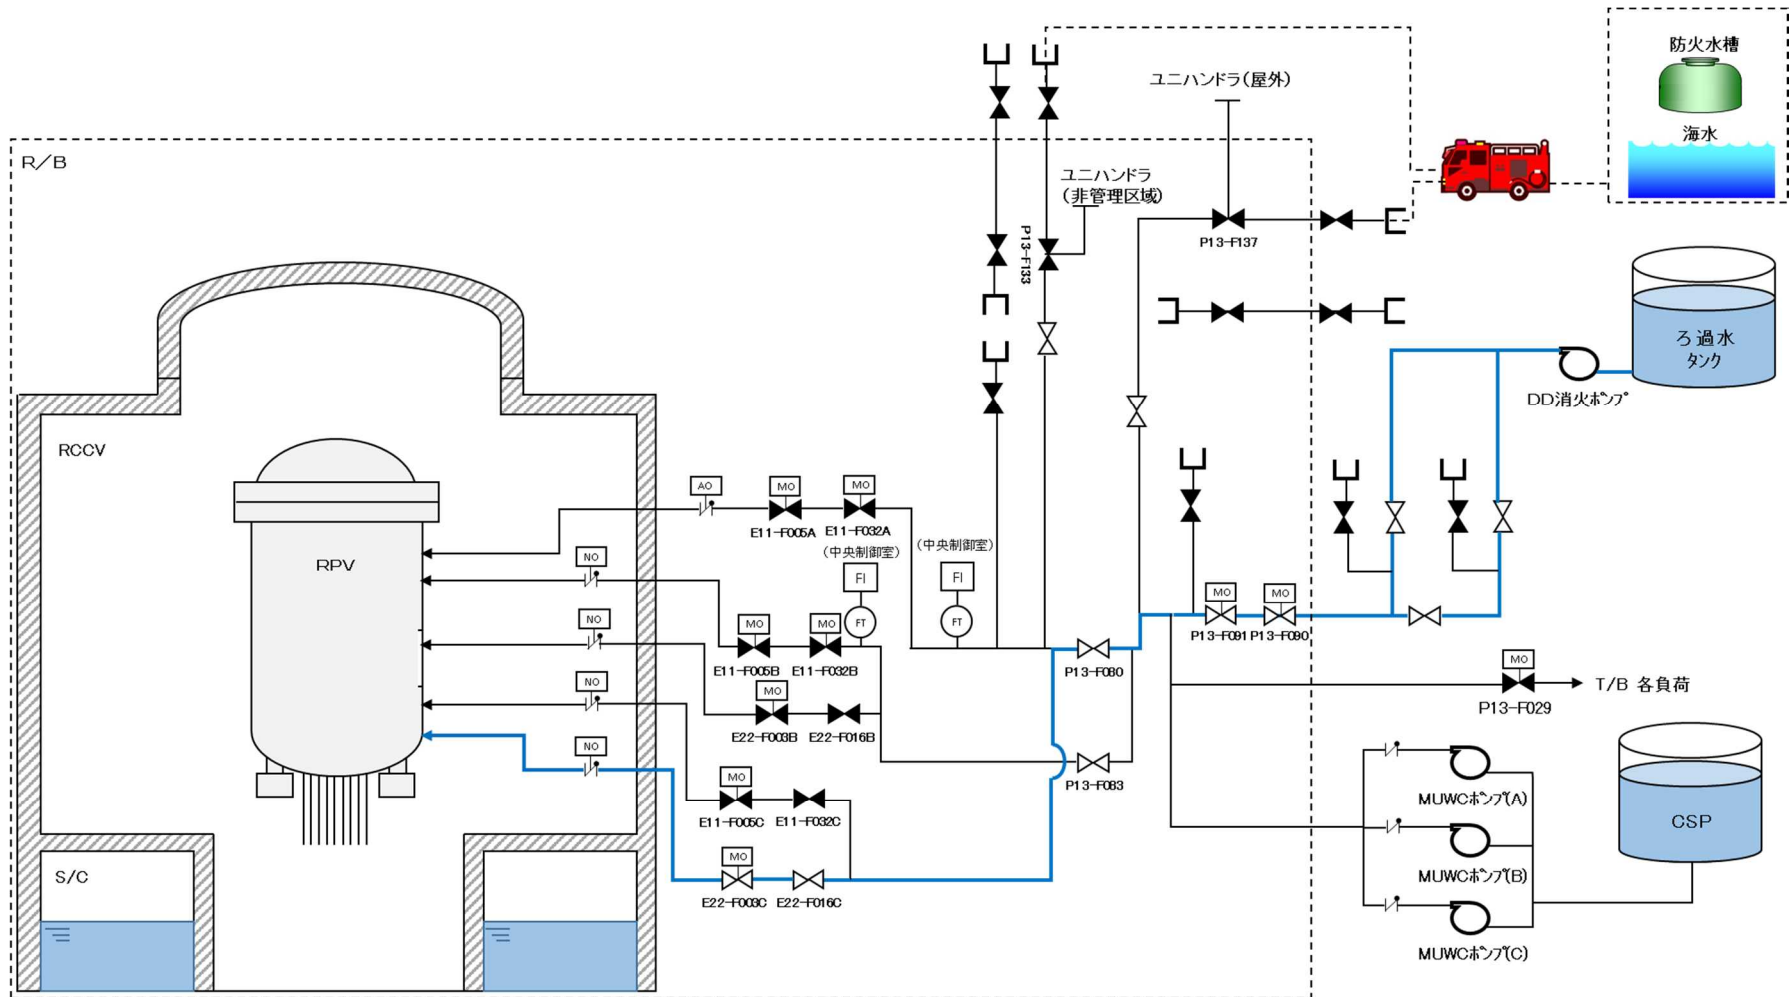 防火水槽
海水
ユニハンドラ(屋外)
R/B
ユニハンドラ
(非管理区域)
P13-F133
P13-F137
ろ過水
タンク
DD消火ポンプ
RCCV
RPV
AO
MO
MO
E11-F005A
E11-F032A
(中央制御室)
(中央制御室)
NO
FI
FI
FT
FT
MO
MO
E11-F005B
E11-F032B
NO
MO
E22-F003B
E22-F016B
MO
MO
P13-F091
P13-F090
P13-F080
MO
T/B 各負荷
P13-F029
NO
P13-F083
MO
E11-F005C
E11-F032C
NO
MUWCポンプ(A)
CSP
MO
S/C
E22-F003C
E22-F016C
MUWCポンプ(B)
MUWCポンプ(C)